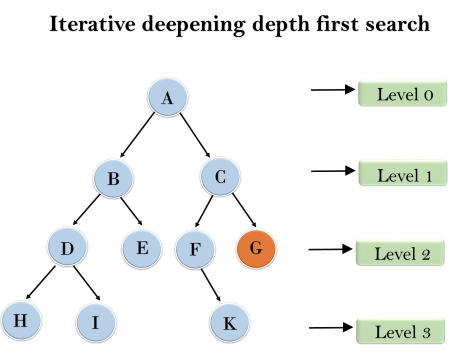 Iterative deepening depth first search
A
Level 0
B
C
Level 1
D
E
F
G
Level 2
H
I
K
Level 3